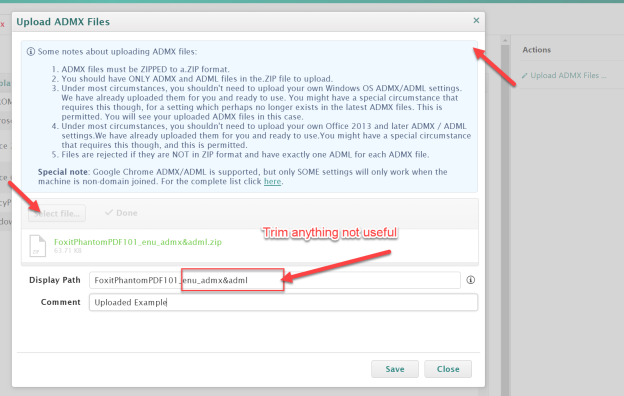 Upload ADMX Files
×
Some notes about uploading ADMX files:
1. ADMX files must be ZIPPED to a.ZIP format.
2. You should have ONLY ADMX and ADML files in the.ZIP file to upload.
3. Under most circumstances, you shouldn't need to upload your own Windows OS ADMX/ADML settings.
We have already uploaded them for you and ready to use. You might have a special circumstance that
requires this though, for a setting which perhaps no longer exists in the latest ADMX files. This is
permitted. You will see your uploaded ADMX files in this case.
4. Under most circumstances, you shouldn't need to upload your own Office 2013 and later ADMX / ADML
settings.We have already uploaded them for you and ready to use.You might have a special circumstance
that requires this though, and this is permitted.
5. Files are rejected if they are NOT in ZIP format and have exactly one ADML for each ADMX file.
Special note: Google Chrome ADMX/ADML is supported, but only SOME settings will only work when the
machine is non-domain joined. For the complete list click here.
Select file...
Done
Trim anything not useful
FoxitPhantomPDF101_enu_admx&adml.zip
63.71 KB
Display Path
FoxitPhantomPDF101_enu_admx&adml
Comment
Uploaded Example
Save
Close
Actions
Upload ADMX Files ...